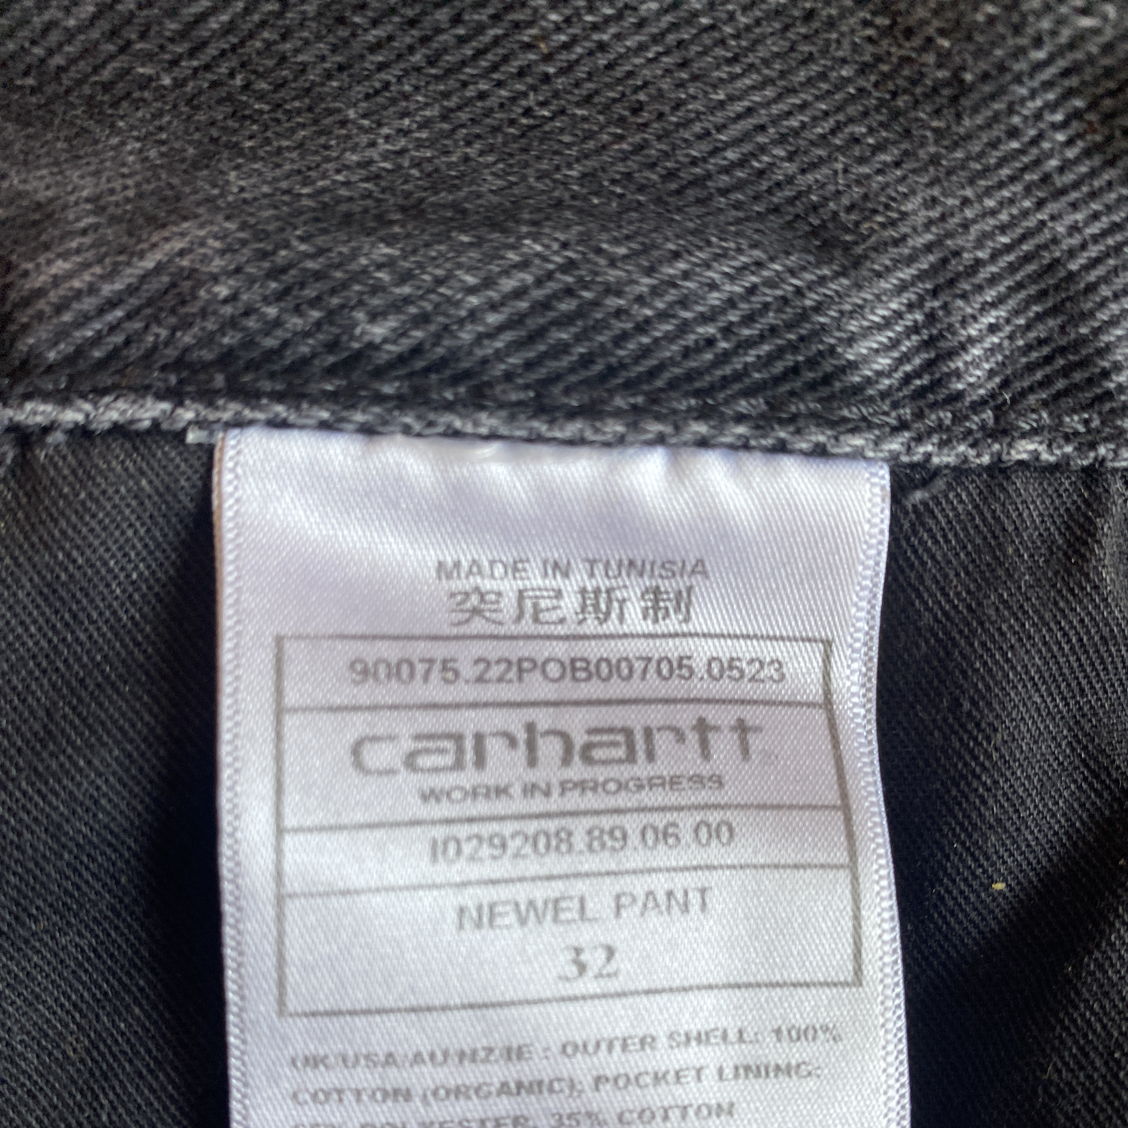 MADE IN TUNISIA
突尼斯制
90075.22POB00705.0523
carhartt
WORK IN PROGRESS
I029208.89.06.00
NEWEL PANT
32
UK/USA/AU/NZ/IE : OUTER SHELL: 100%
COTTON (ORGANIC); POCKET LINING:
POLYESTER, 35% COTTON